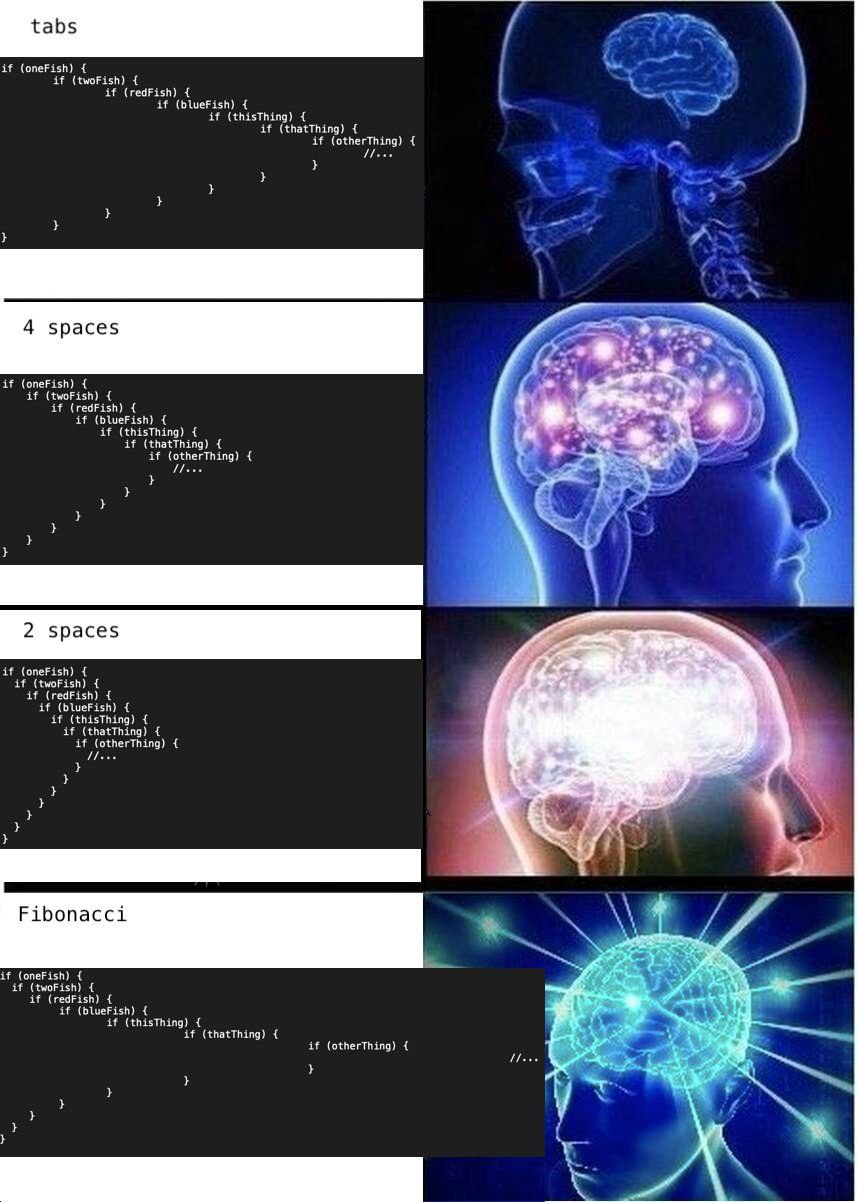 tabs
if (oneFish) {
        if (twoFish) {
                if (redFish) {
                        if (blueFish) {
                                if (thisThing) {
                                        if (thatThing) {
                                                if (otherThing) {
                                                        //...
                                                }
                                        }
                                }
                        }
                }
        }
}
4 spaces
if (oneFish) {
    if (twoFish) {
        if (redFish) {
            if (blueFish) {
                if (thisThing) {
                    if (thatThing) {
                        if (otherThing) {
                            //...
                        }
                    }
                }
            }
        }
    }
}
2 spaces
if (oneFish) {
  if (twoFish) {
    if (redFish) {
      if (blueFish) {
        if (thisThing) {
          if (thatThing) {
            if (otherThing) {
              //...
            }
          }
        }
      }
    }
  }
}
Fibonacci
if (oneFish) {
  if (twoFish) {
     if (redFish) {
          if (blueFish) {
                  if (thisThing) {
                               if (thatThing) {
                                                    if (otherThing) {
                                                                                      //...
                                                    }
                               }
                  }
          }
     }
  }
}